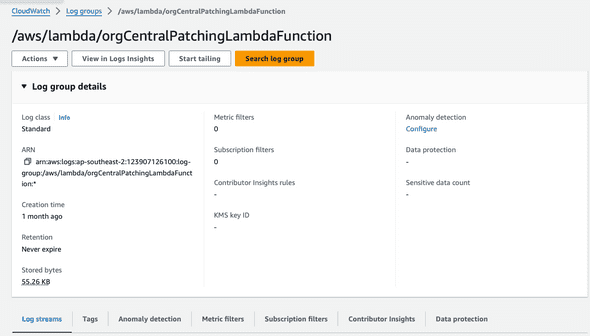 CloudWatch > Log groups > /aws/lambda/orgCentralPatchingLambdaFunction
/aws/lambda/orgCentralPatchingLambdaFunction
Actions ▼ View in Logs Insights Start tailing Search log group
▼ Log group details
Log class Info
Standard
ARN
arn:aws:logs:ap-southeast-2:123907126100:log-
group:/aws/lambda/orgCentralPatchingLambdaFunct
ion:*
Creation time
1 month ago
Retention
Never expire
Stored bytes
55.26 KB
Metric filters
0
Subscription filters
0
Contributor Insights rules
-
KMS key ID
-
Anomaly detection
Configure
Data protection
-
Sensitive data count
-
Log streams Tags Anomaly detection Metric filters Subscription filters Contributor Insights Data protection